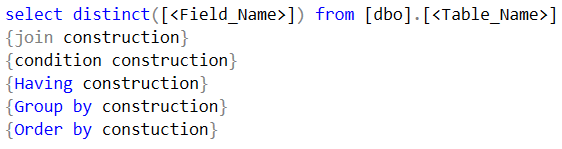 select distinct([<Field_Name>]) from [dbo].[<Table_Name>]
{join construction}
{condition construction}
{Having construction}
{Group by construction}
{Order by constuction}